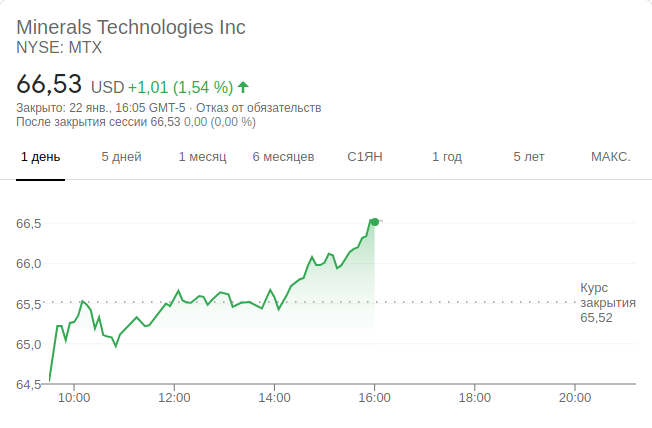 Minerals Technologies Inc
NYSE: MTX
66,53 USD +1,01 (1,54 %)
Закрыто: 22 янв., 16:05 GMT-5 · Отказ от обязательств
После закрытия сессии 66,53 0,00 (0,00 %)
1 день 5 дней 1 месяц 6 месяцев С1ЯН 1 год 5 лет МАКС.
66,5
66,0
65,5
65,0
64,5
Курс
закрытия
65,52
10:00 12:00 14:00 16:00 18:00 20:00